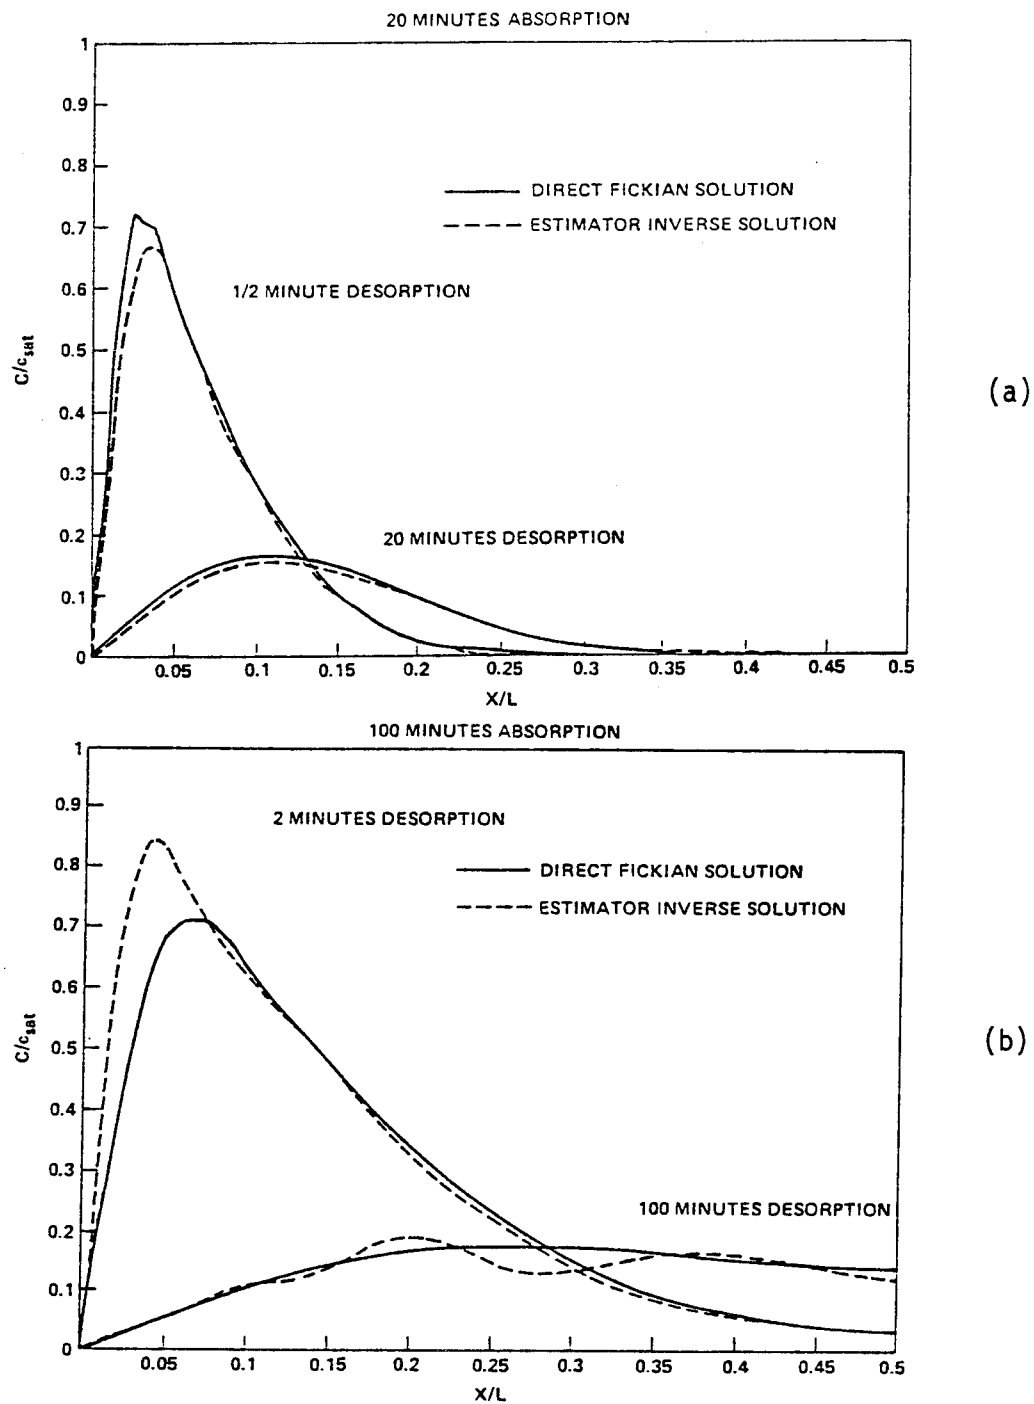 20 MINUTES ABSORPTION
1
0.9
0.8
0.7
0.6
0.5
0.4
0.3
0.2
0.1
0
C/c_sat
DIRECT FICKIAN SOLUTION
ESTIMATOR INVERSE SOLUTION
1/2 MINUTE DESORPTION
20 MINUTES DESORPTION
(a)
0.05 0.1 0.15 0.2 0.25 0.3 0.35 0.4 0.45 0.5
X/L
100 MINUTES ABSORPTION
1
0.9
0.8
0.7
0.6
0.5
0.4
0.3
0.2
0.1
0
C/c_sat
2 MINUTES DESORPTION
DIRECT FICKIAN SOLUTION
ESTIMATOR INVERSE SOLUTION
100 MINUTES DESORPTION
(b)
0.05 0.1 0.15 0.2 0.25 0.3 0.35 0.4 0.45 0.5
X/L